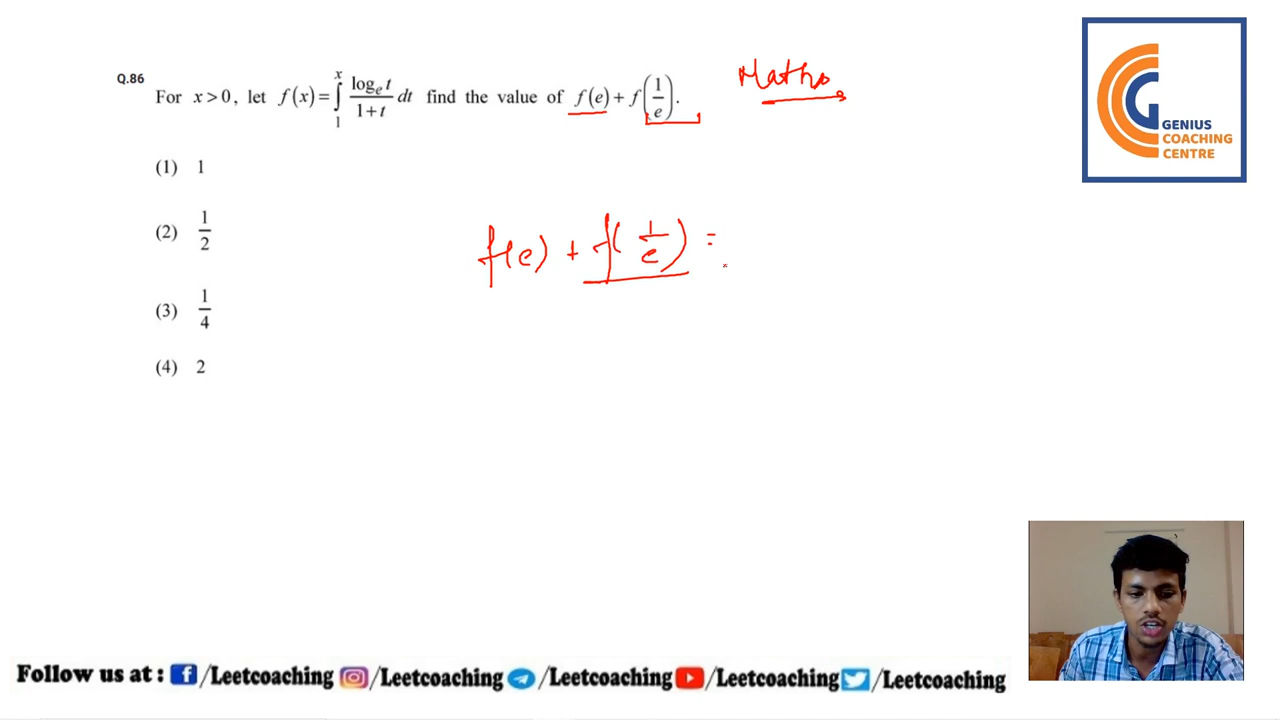 Q.86
For x > 0, let f(x) = ∫₁ˣ logₑt / 1+t dt find the value of f(e) + f(1/e).
Maths
(1) 1
(2) 1/2
(3) 1/4
(4) 2
f(e) + f(1/e) =
GENIUS
COACHING
CENTRE
Follow us at : /Leetcoaching /Leetcoaching /Leetcoaching /Leetcoaching /Leetcoaching